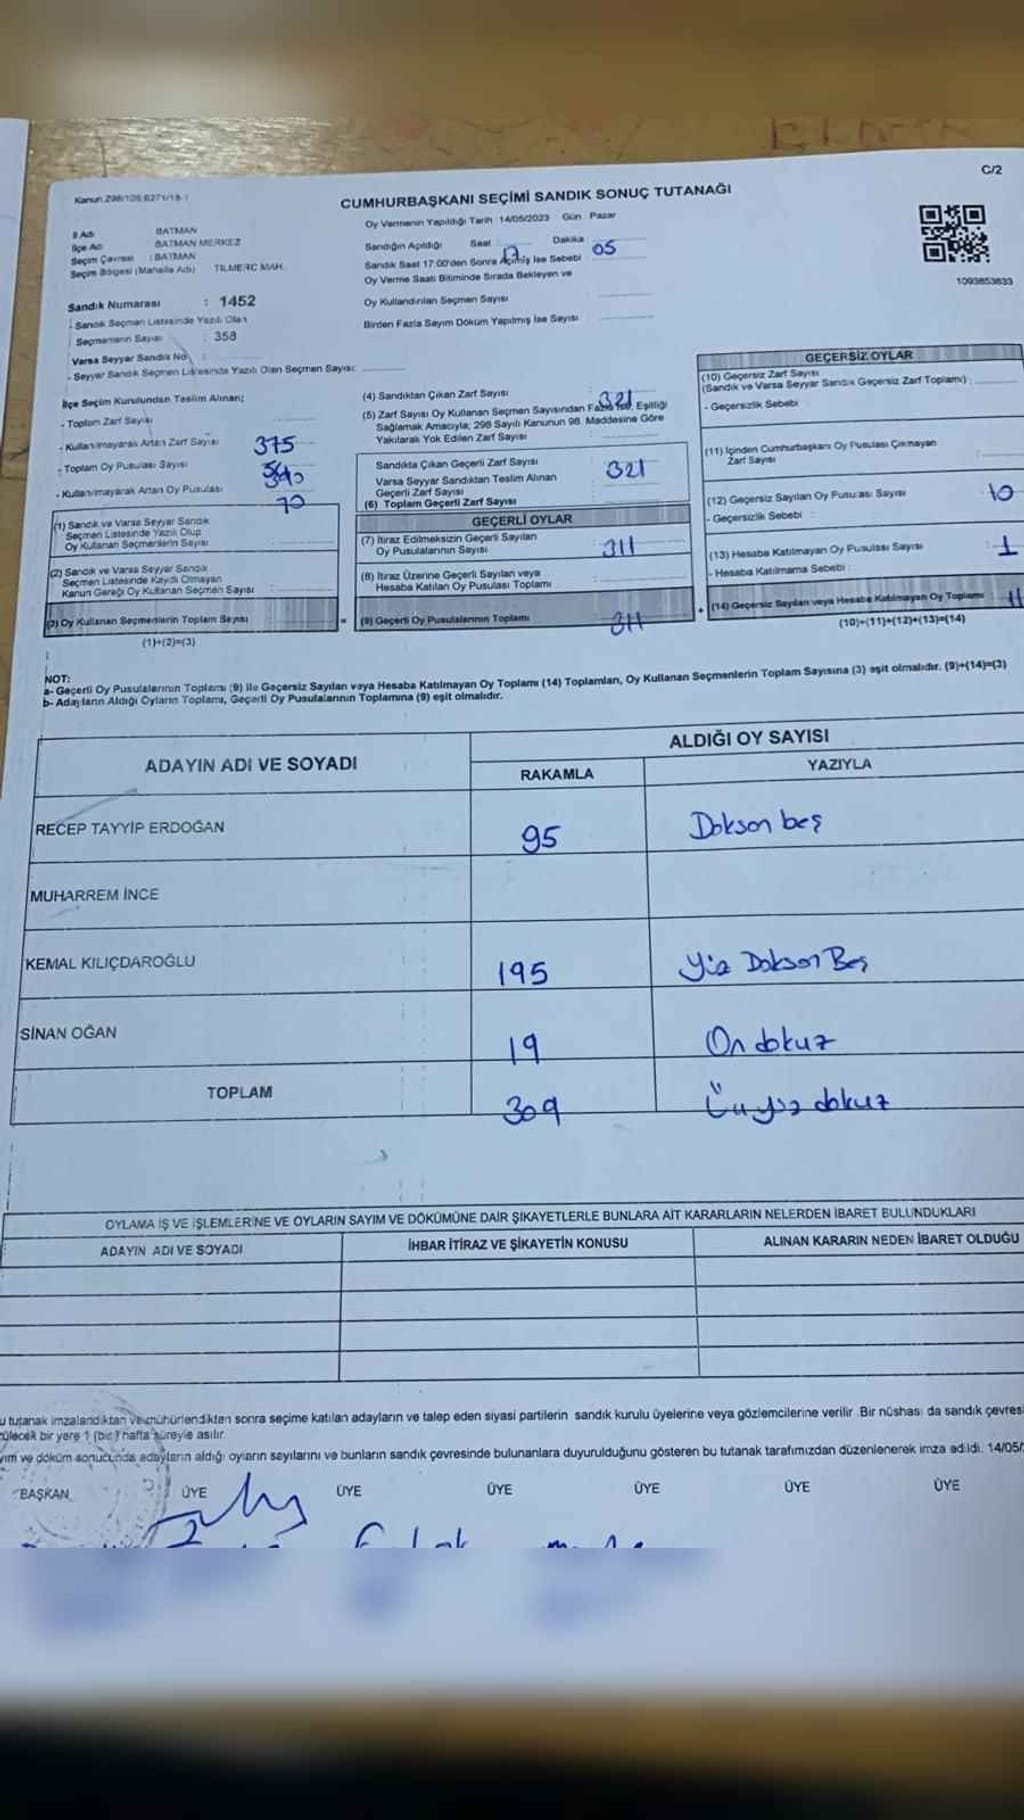 C/2
CUMHURBAŞKANI SEÇİMİ SANDIK SONUÇ TUTANAĞI
Oy Vermenin Yapıldığı Tarih 14/05/2023 Gün Pazar
1093853633
İl Adı BATMAN
İlçe Adı BATMAN MERKEZ
Seçim Çevresi : BATMAN
Seçim Bölgesi (Mahalle Adı) TILMERC MAH.
Sandık Numarası : 1452
- Sandık Seçmen Listesinde Yazılı Olan
Seçmenlerin Sayısı : 358
Varsa Seyyar Sandık No
- Seyyar Sandık Seçmen Listesinde Yazılı Olan Seçmen Sayısı:
Sandığın Açıldığı Saat 17 Dakika 05
Sandık Saat 17:00'den Sonra Açılmış İse Sebebi
Oy Verme Saati Bitiminde Sırada Bekleyen ve
Oy Kullandırılan Seçmen Sayısı
Birden Fazla Sayım Döküm Yapılmış İse Sayısı
İlçe Seçim Kurulundan Teslim Alınan;
- Toplam Zarf Sayısı
- Kullanılmayarak Artan Zarf Sayısı 375
- Toplam Oy Pusulası Sayısı
- Kullanılmayarak Artan Oy Pusulası 70
(1) Sandık ve Varsa Seyyar Sandık
Seçmen Listesinde Yazılı Olup
Oy Kullanan Seçmenlerin Sayısı
(2) Sandık ve Varsa Seyyar Sandık
Seçmen Listesinde Kaydı Olmayan
Kanun Gereği Oy Kullanan Seçmen Sayısı
(3) Oy Kullanan Seçmenlerin Toplam Sayısı
(1)+(2)=(3)
(4) Sandıktan Çıkan Zarf Sayısı 321
(5) Zarf Sayısı Oy Kullanan Seçmen Sayısından Fazla İse, Eşitliği
Sağlamak Amacıyla; 298 Sayılı Kanunun 98. Maddesine Göre
Yakılarak Yok Edilen Zarf Sayısı
Sandıkta Çıkan Geçerli Zarf Sayısı
Varsa Seyyar Sandıktan Teslim Alınan
Geçerli Zarf Sayısı
(6) Toplam Geçerli Zarf Sayısı 321
GEÇERLİ OYLAR
(7) İtiraz Edilmeksizin Geçerli Sayılan
Oy Pusulalarının Sayısı 311
(8) İtiraz Üzerine Geçerli Sayılan veya
Hesaba Katılan Oy Pusulası Toplamı
= (9) Geçerli Oy Pusulalarının Toplamı 311
GEÇERSİZ OYLAR
(10) Geçersiz Zarf Sayısı
(Sandık ve Varsa Seyyar Sandık Geçersiz Zarf Toplamı)
- Geçersizlik Sebebi
(11) İçinden Cumhurbaşkanı Oy Pusulası Çıkmayan
Zarf Sayısı
(12) Geçersiz Sayılan Oy Pusulası Sayısı 10
- Geçersizlik Sebebi :
(13) Hesaba Katılmayan Oy Pusulası Sayısı 1
- Hesaba Katılmama Sebebi :
+ (14) Geçersiz Sayılan veya Hesaba Katılmayan Oy Toplamı 11
(10)+(11)+(12)+(13)=(14)
NOT:
a- Geçerli Oy Pusulalarının Toplamı (9) ile Geçersiz Sayılan veya Hesaba Katılmayan Oy Toplamı (14) Toplamları, Oy Kullanan Seçmenlerin Toplam Sayısına (3) eşit olmalıdır. (9)+(14)=(3)
b- Adayların Aldığı Oyların Toplamı, Geçerli Oy Pusulalarının Toplamına (9) eşit olmalıdır.
ADAYIN ADI VE SOYADI
ALDIĞI OY SAYISI
RAKAMLA YAZIYLA
RECEP TAYYİP ERDOĞAN 95 Dokson beş
MUHARREM İNCE
KEMAL KILIÇDAROĞLU 195 Yüz Dokson Beş
SİNAN OĞAN 19 On dokuz
TOPLAM 309 Üçyüz dokuz
OYLAMA İŞ VE İŞLEMLERİNE VE OYLARIN SAYIM VE DÖKÜMÜNE DAİR ŞİKAYETLERLE BUNLARA AİT KARARLARIN NELERDEN İBARET BULUNDUKLARI
ADAYIN ADI VE SOYADI İHBAR İTİRAZ VE ŞİKAYETİN KONUSU ALINAN KARARIN NEDEN İBARET OLDUĞU
u tutanak imzalandıktan ve mühürlendikten sonra seçime katılan adayların ve talep eden siyasi partilerin sandık kurulu üyelerine veya gözlemcilerine verilir. Bir nüshası da sandık çevres
ülecek bir yere 1 (bir) hafta süreyle asılır.
yım ve döküm sonucunda adayların aldığı oyların sayılarını ve bunların sandık çevresinde bulunanlara duyurulduğunu gösteren bu tutanak tarafımızdan düzenlenerek imza edildi. 14/05/
BAŞKAN ÜYE ÜYE ÜYE ÜYE ÜYE ÜYE